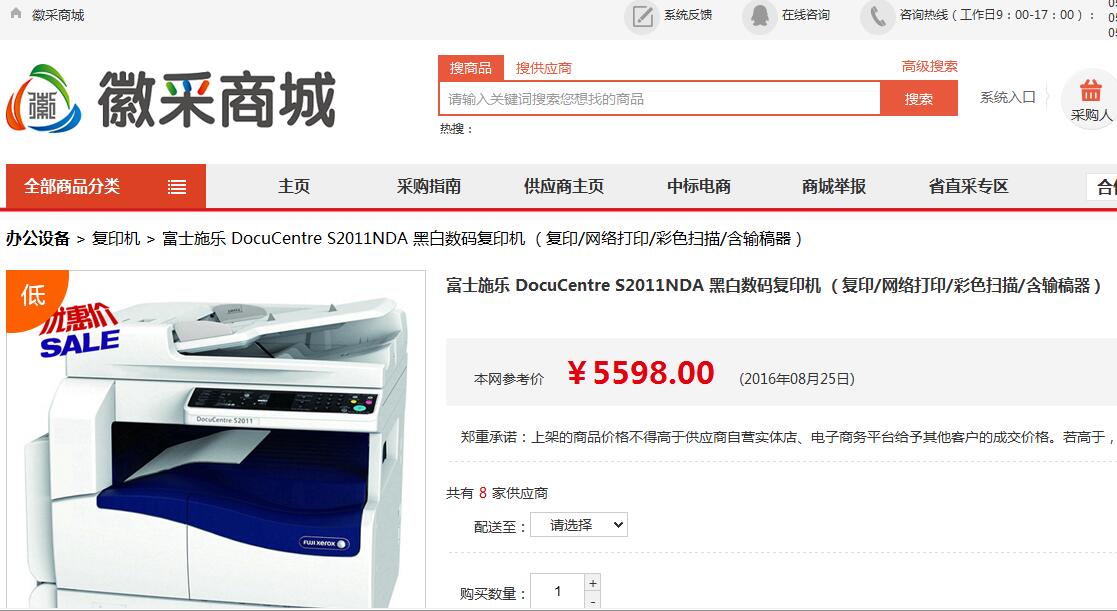 徽采商城
系统反馈
在线咨询
咨询热线（工作日9：00-17：00）：
徽
徽采商城
搜商品 搜供应商 高级搜索
请输入关键词搜索您想找的商品 搜索
热搜：
系统入口
采购人
全部商品分类 主页 采购指南 供应商主页 中标电商 商城举报 省直采专区
办公设备 > 复印机 > 富士施乐 DocuCentre S2011NDA 黑白数码复印机 （复印/网络打印/彩色扫描/含输稿器）
低
优惠价
SALE
DocuCentre S2011
FUJI XEROX
富士施乐 DocuCentre S2011NDA 黑白数码复印机 （复印/网络打印/彩色扫描/含输稿器）
本网参考价 ￥5598.00 (2016年08月25日)
郑重承诺：上架的商品价格不得高于供应商自营实体店、电子商务平台给予其他客户的成交价格。若高于，
共有 8 家供应商
配送至： 请选择
购买数量： 1 + -